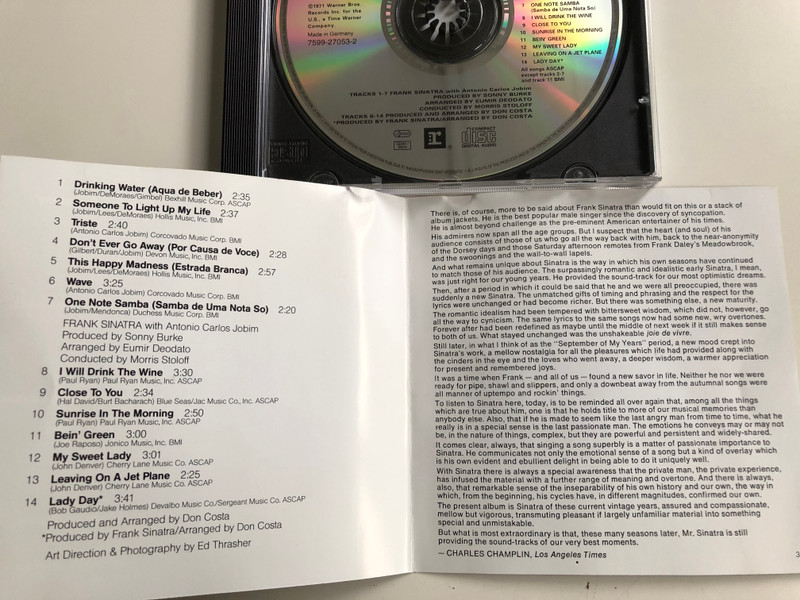 ©1971 Warner Bros.
Records Inc. for the
U.S., a Time Warner
Company.
Made in Germany
7599-27053-2
7 ONE NOTE SAMBA
(Samba de Uma Nota So)
8 I WILL DRINK THE WINE
9 CLOSE TO YOU
10 SUNRISE IN THE MORNING
11 BEIN' GREEN
12 MY SWEET LADY
13 LEAVING ON A JET PLANE
14 LADY DAY*
All songs ASCAP
except tracks 2-7
and track 11 BMI
TRACKS 1-7 FRANK SINATRA with Antonio Carlos Jobim
PRODUCED BY SONNY BURKE
ARRANGED BY EUMIR DEODATO
CONDUCTED BY MORRIS STOLOFF
TRACKS 8-14 PRODUCED AND ARRANGED BY DON COSTA
*PRODUCED BY FRANK SINATRA/ARRANGED BY DON COSTA
COMPACT
disc
DIGITAL AUDIO
1 Drinking Water (Aqua de Beber) 2:35
(Jobim/DeMoraes/Gimbel) Bexhill Music Corp. ASCAP
2 Someone To Light Up My Life 2:37
(Jobim/Lees/DeMoraes) Hollis Music, Inc. BMI
3 Triste 2:40
(Antonio Carlos Jobim) Corcovado Music Corp. BMI
4 Don't Ever Go Away (Por Causa de Voce) 2:28
(Gilbert/Duran/Jobim) Devon Music, Inc. BMI
5 This Happy Madness (Estrada Branca) 2:57
(Jobim/Lees/DeMoraes) Hollis Music, Inc. BMI
6 Wave 3:25
(Antonio Carlos Jobim) Corcovado Music Corp. BMI
7 One Note Samba (Samba de Uma Nota So) 2:20
(Jobim/Mendonca) Duchess Music Corp. BMI
FRANK SINATRA with Antonio Carlos Jobim
Produced by Sonny Burke
Arranged by Eumir Deodato
Conducted by Morris Stoloff
8 I Will Drink The Wine 3:30
(Paul Ryan) Paul Ryan Music, Inc. ASCAP
9 Close To You 3:34
(Hal David/Burt Bacharach) Blue Seas/Jac Music Co., Inc. ASCAP
10 Sunrise In The Morning 2:50
(Paul Ryan) Paul Ryan Music, Inc. ASCAP
11 Bein' Green 3:00
(Joe Raposo) Jonico Music, Inc. BMI
12 My Sweet Lady 3:01
(John Denver) Cherry Lane Music Co. ASCAP
13 Leaving On A Jet Plane 2:25
(John Denver) Cherry Lane Music Co. ASCAP
14 Lady Day* 3:41
(Bob Gaudio/Jake Holmes) Devalbo Music Co./Sergeant Music Co. ASCAP
Produced and Arranged by Don Costa
*Produced by Frank Sinatra/Arranged by Don Costa
Art Direction & Photography by Ed Thrasher
There is, of course, more to be said about Frank Sinatra than would fit on this or a stack of
album jackets. He is the best popular male singer since the discovery of syncopation.
He is almost beyond challenge as the pre-eminent American entertainer of his times.
His admirers now span all the age groups. But I suspect that the heart (and soul) of his
audience consists of those of us who go all the way back with him, back to the near-anonymity
of the Dorsey days and those Saturday afternoon remotes from Frank Daley's Meadowbrook,
and the swoonings and the wall-to-wall lapels.
And what remains unique about Sinatra is the way in which his own seasons have continued
to match those of his audience. The surpassingly romantic and idealistic early Sinatra, I mean,
was just right for our young years. He provided the sound-track for our most optimistic dreams.
Then, after a period in which it could be said that he and we were all preoccupied, there was
suddenly a new Sinatra. The unmatched gifts of timing and phrasing and the respect for the
lyrics were unchanged or had become richer. But there was something else, a new maturity.
The romantic idealism had been tempered with bittersweet wisdom, which did not, however, go
all the way to cynicism. The same lyrics to the same songs now had some new, wry overtones.
Forever after had been redefined as maybe until the middle of next week if it still makes sense
to both of us. What stayed unchanged was the unshakeable joie de vivre.
Still later, in what I think of as the "September of My Years" period, a new mood crept into
Sinatra's work, a mellow nostalgia for all the pleasures which life had provided along with
the cinders in the eye and the loves who went away, a deeper wisdom, a warmer appreciation
for present and remembered joys.
It was a time when Frank — and all of us — found a new savor in life. Neither he nor we were
ready for pipe, shawl and slippers, and only a downbeat away from the autumnal songs were
all manner of uptempo and rockin' things.
To listen to Sinatra here, today, is to be reminded all over again that, among all the things
which are true about him, one is that he holds title to more of our musical memories than
anybody else. Also, that if he is made to seem like the last angry man from time to time, what he
really is in a special sense is the last passionate man. The emotions he conveys may or may not
be, in the nature of things, complex, but they are powerful and persistent and widely-shared.
It comes clear, always, that singing a song superbly is a matter of passionate importance to
Sinatra. He communicates not only the emotional sense of a song but a kind of overlay which
is his own evident and ebullient delight in being able to do it uniquely well.
With Sinatra there is always a special awareness that the private man, the private experience,
has infused the material with a further range of meaning and overtone. And there is always,
also, that remarkable sense of the inseparability of his own history and our own, the way in
which, from the beginning, his cycles have, in different magnitudes, confirmed our own.
The present album is Sinatra of these current vintage years, assured and compassionate,
mellow but vigorous, transmuting pleasant if largely unfamiliar material into something
special and unmistakable.
But what is most extraordinary is that, these many seasons later, Mr. Sinatra is still
providing the sound-tracks of our very best moments.
— CHARLES CHAMPLIN, Los Angeles Times
3